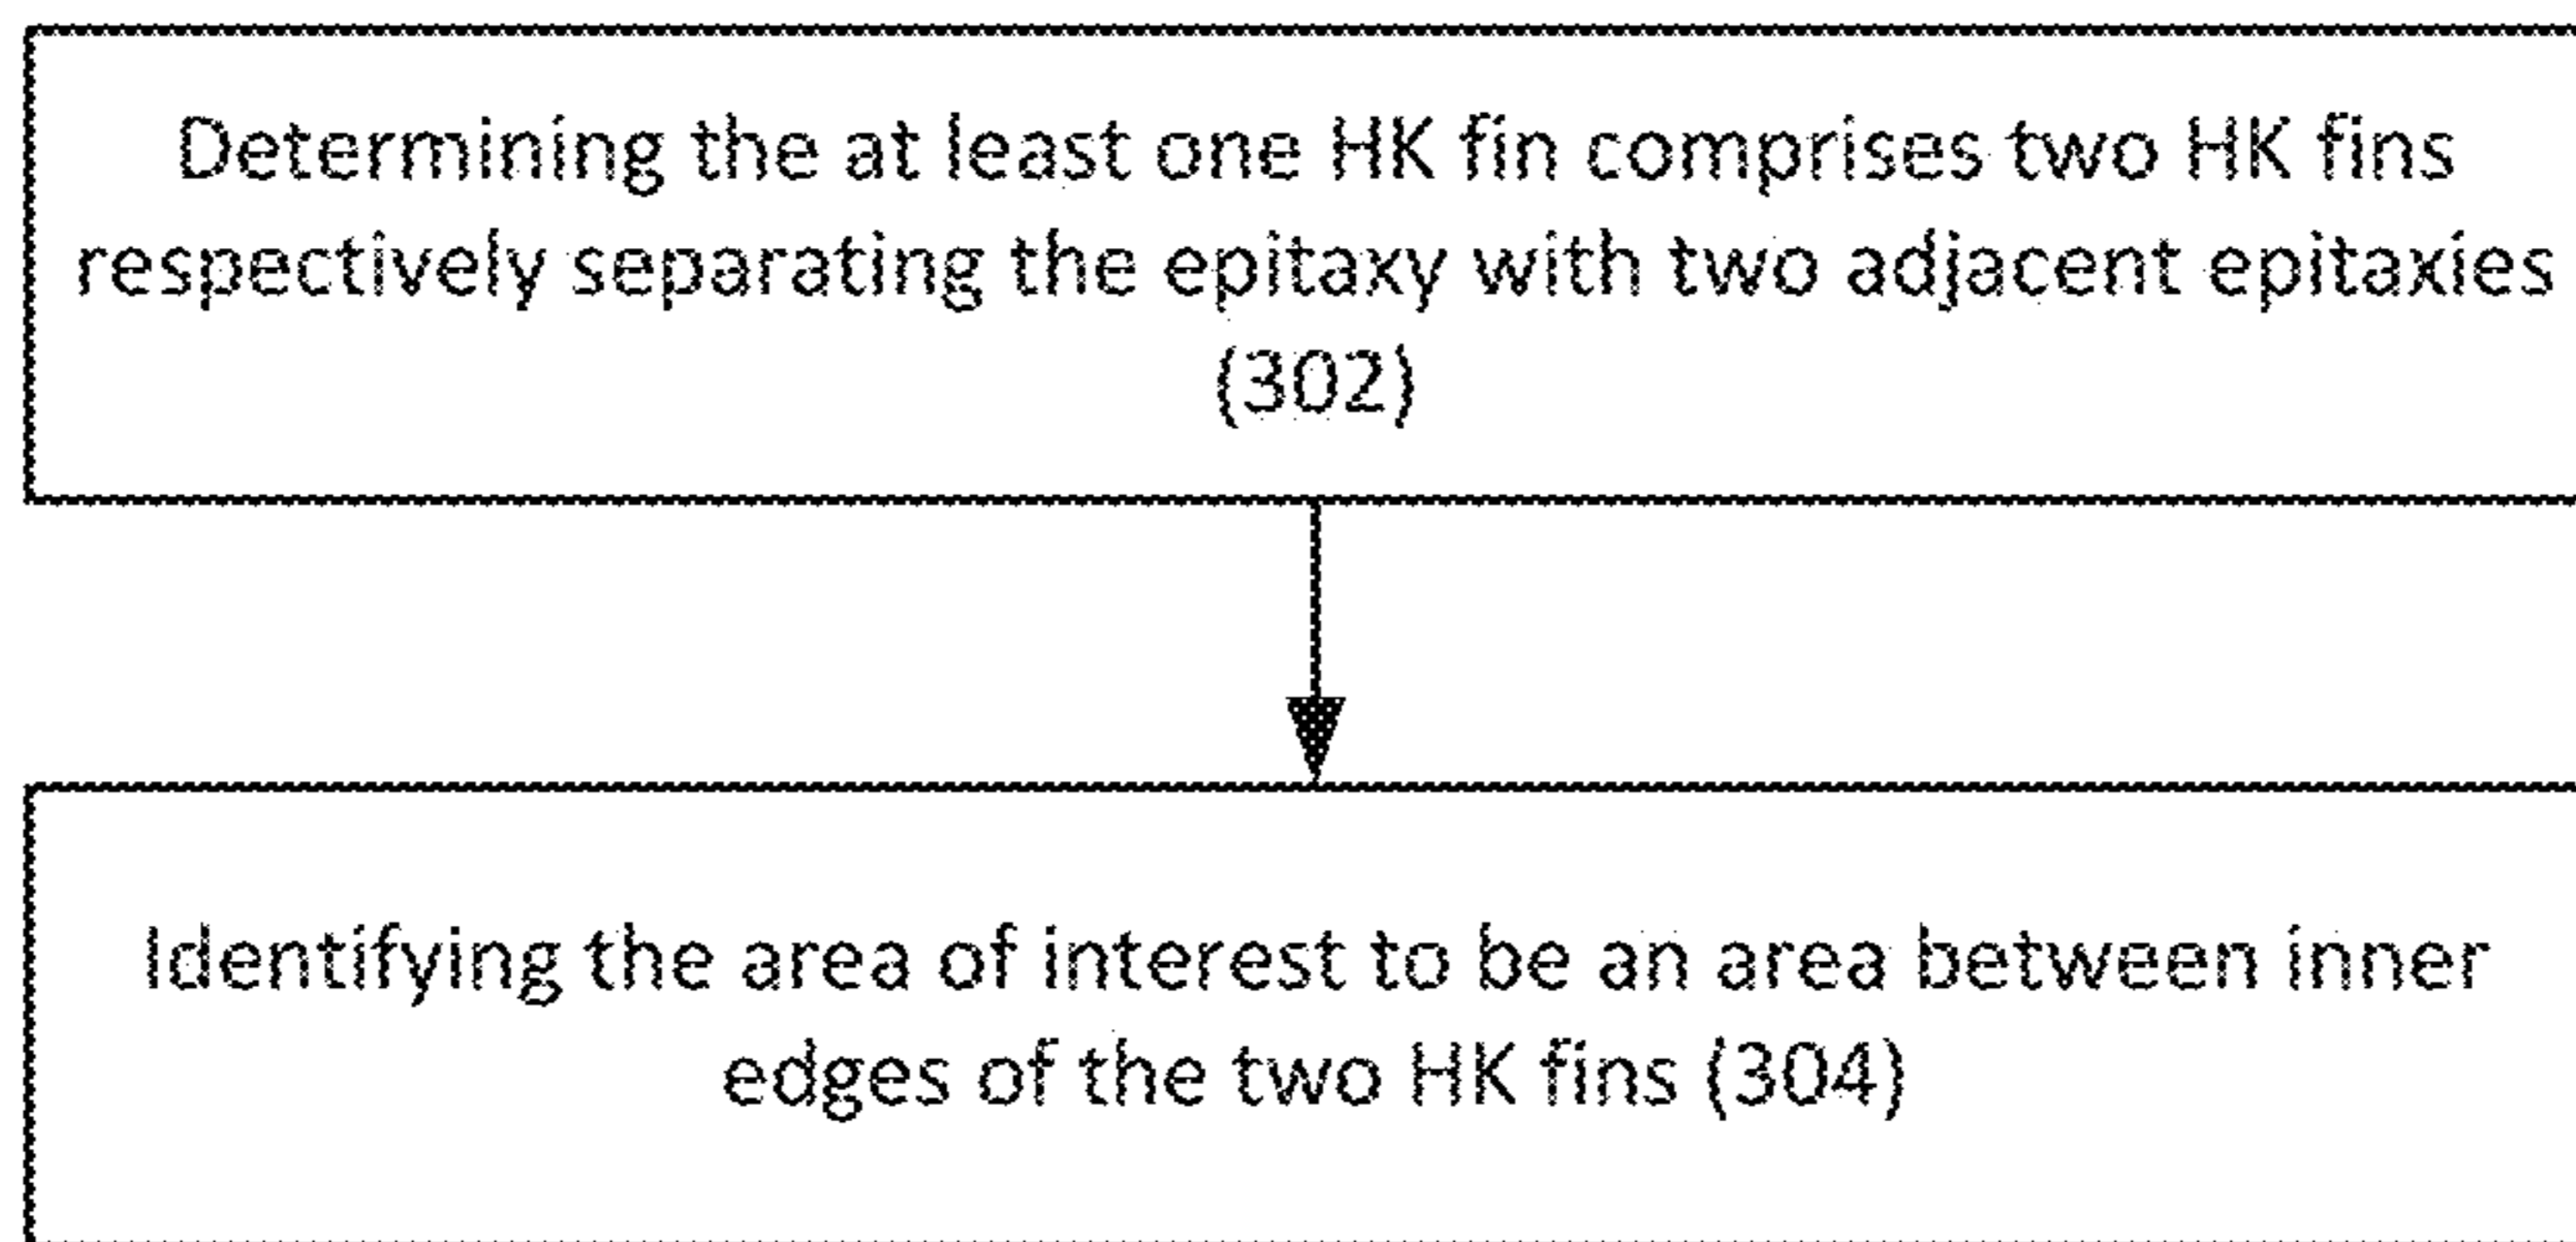 Determining the at least one HK fin comprises two HK fins
respectively separating the epitaxy with two adjacent epitaxies
(302)
Identifying the area of interest to be an area between inner
edges of the two HK fins (304)